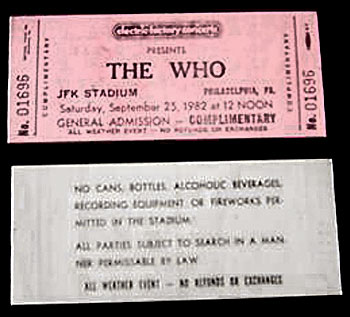 electric factory concerts
PRESENTS
THE WHO
JFK STADIUM PHILADELPHIA, PA.
Saturday, September 25, 1982 at 12 NOON
GENERAL ADMISSION — COMPLIMENTARY
ALL WEATHER EVENT — NO REFUNDS OR EXCHANGES
No. 01696
COMPLIMENTARY
COMPLIMENTARY
No. 01696
NO CANS, BOTTLES, ALCOHOLIC BEVERAGES,
RECORDING EQUIPMENT OR FIREWORKS PER-
MITTED IN THE STADIUM.
ALL PARTIES SUBJECT TO SEARCH IN A MAN-
NER PERMISSABLE BY LAW
ALL WEATHER EVENT — NO REFUNDS OR EXCHANGES